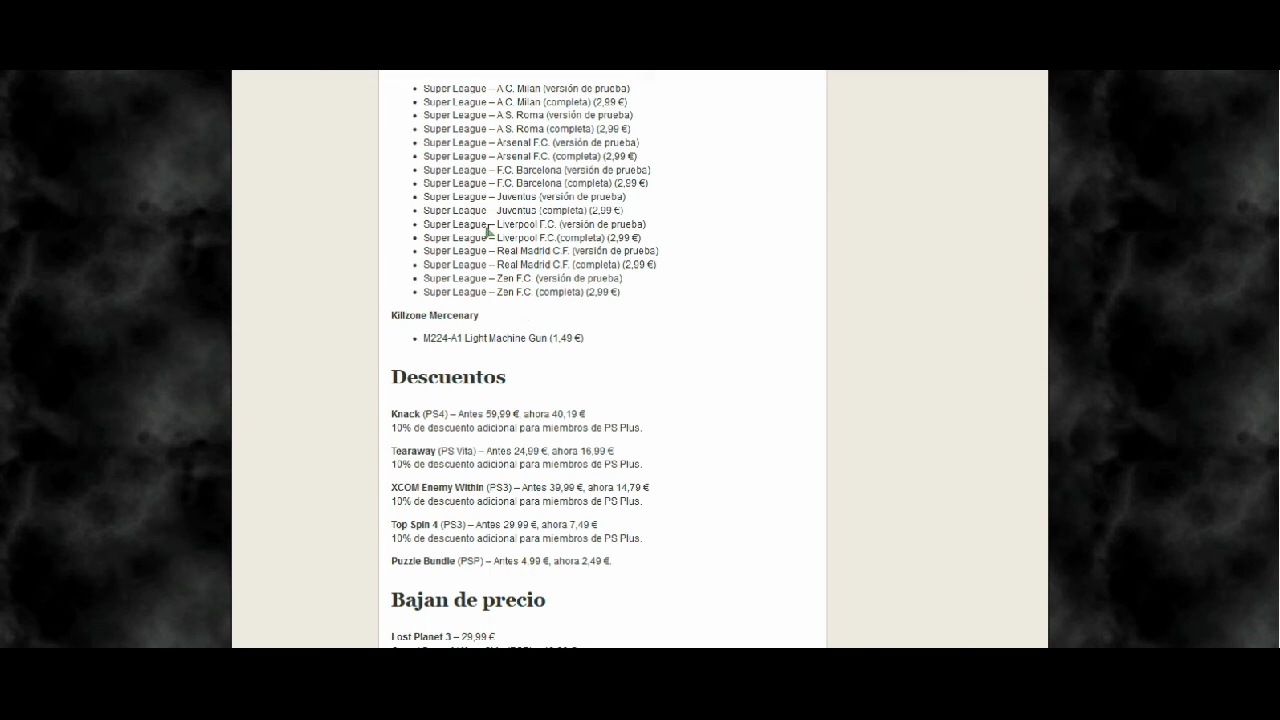 Super League – A.C. Milan (versión de prueba)
Super League – A.C. Milan (completa) (2,99 €)
Super League – A.S. Roma (versión de prueba)
Super League – A.S. Roma (completa) (2,99 €)
Super League – Arsenal F.C. (versión de prueba)
Super League – Arsenal F.C. (completa) (2,99 €)
Super League – F.C. Barcelona (versión de prueba)
Super League – F.C. Barcelona (completa) (2,99 €)
Super League – Juventus (versión de prueba)
Super League – Juventus (completa) (2,99 €)
Super League – Liverpool F.C. (versión de prueba)
Super League – Liverpool F.C.(completa) (2,99 €)
Super League – Real Madrid C.F. (versión de prueba)
Super League – Real Madrid C.F. (completa) (2,99 €)
Super League – Zen F.C. (versión de prueba)
Super League – Zen F.C. (completa) (2,99 €)
Killzone Mercenary
M224-A1 Light Machine Gun (1,49 €)
Descuentos
Knack (PS4) – Antes 59,99 €, ahora 40,19 €
10% de descuento adicional para miembros de PS Plus.
Tearaway (PS Vita) – Antes 24,99 €, ahora 16,99 €
10% de descuento adicional para miembros de PS Plus.
XCOM Enemy Within (PS3) – Antes 39,99 €, ahora 14,79 €
10% de descuento adicional para miembros de PS Plus.
Top Spin 4 (PS3) – Antes 29,99 €, ahora 7,49 €
10% de descuento adicional para miembros de PS Plus.
Puzzle Bundle (PSP) – Antes 4,99 €, ahora 2,49 €.
Bajan de precio
Lost Planet 3 – 29,99 €